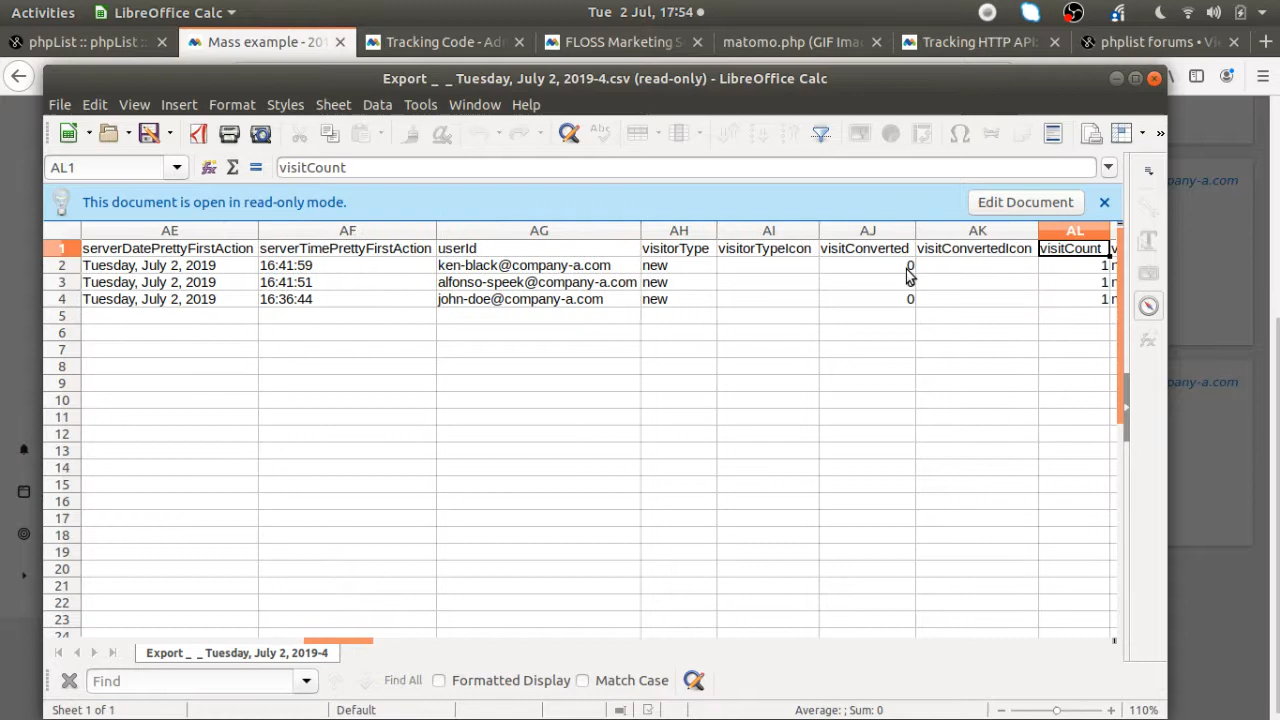 Activities LibreOffice Calc Tue 2 Jul, 17:54
phpList :: phpList :: Mass example - 20 Tracking Code - Ad FLOSS Marketing S matomo.php (GIF Ima Tracking HTTP API: phplist forums • Vi
Export _ _ Tuesday, July 2, 2019-4.csv (read-only) - LibreOffice Calc
File Edit View Insert Format Styles Sheet Data Tools Window Help
AL1 visitCount
This document is open in read-only mode. Edit Document
pany-a.com
AE AF AG AH AI AJ AK AL
1 serverDatePrettyFirstAction serverTimePrettyFirstAction userId visitorType visitorTypeIcon visitConverted visitConvertedIcon visitCount
2 Tuesday, July 2, 2019 16:41:59 ken-black@company-a.com new 0 1 n
3 Tuesday, July 2, 2019 16:41:51 alfonso-speek@company-a.com new 1 n
4 Tuesday, July 2, 2019 16:36:44 john-doe@company-a.com new 0 1 n
5
6
7
8
9
pany-a.com
10
11
12
13
14
15
16
17
18
19
20
21
22
23
24
Export _ _ Tuesday, July 2, 2019-4
Find Find All Formatted Display Match Case
Sheet 1 of 1 Default Average: ; Sum: 0 110%